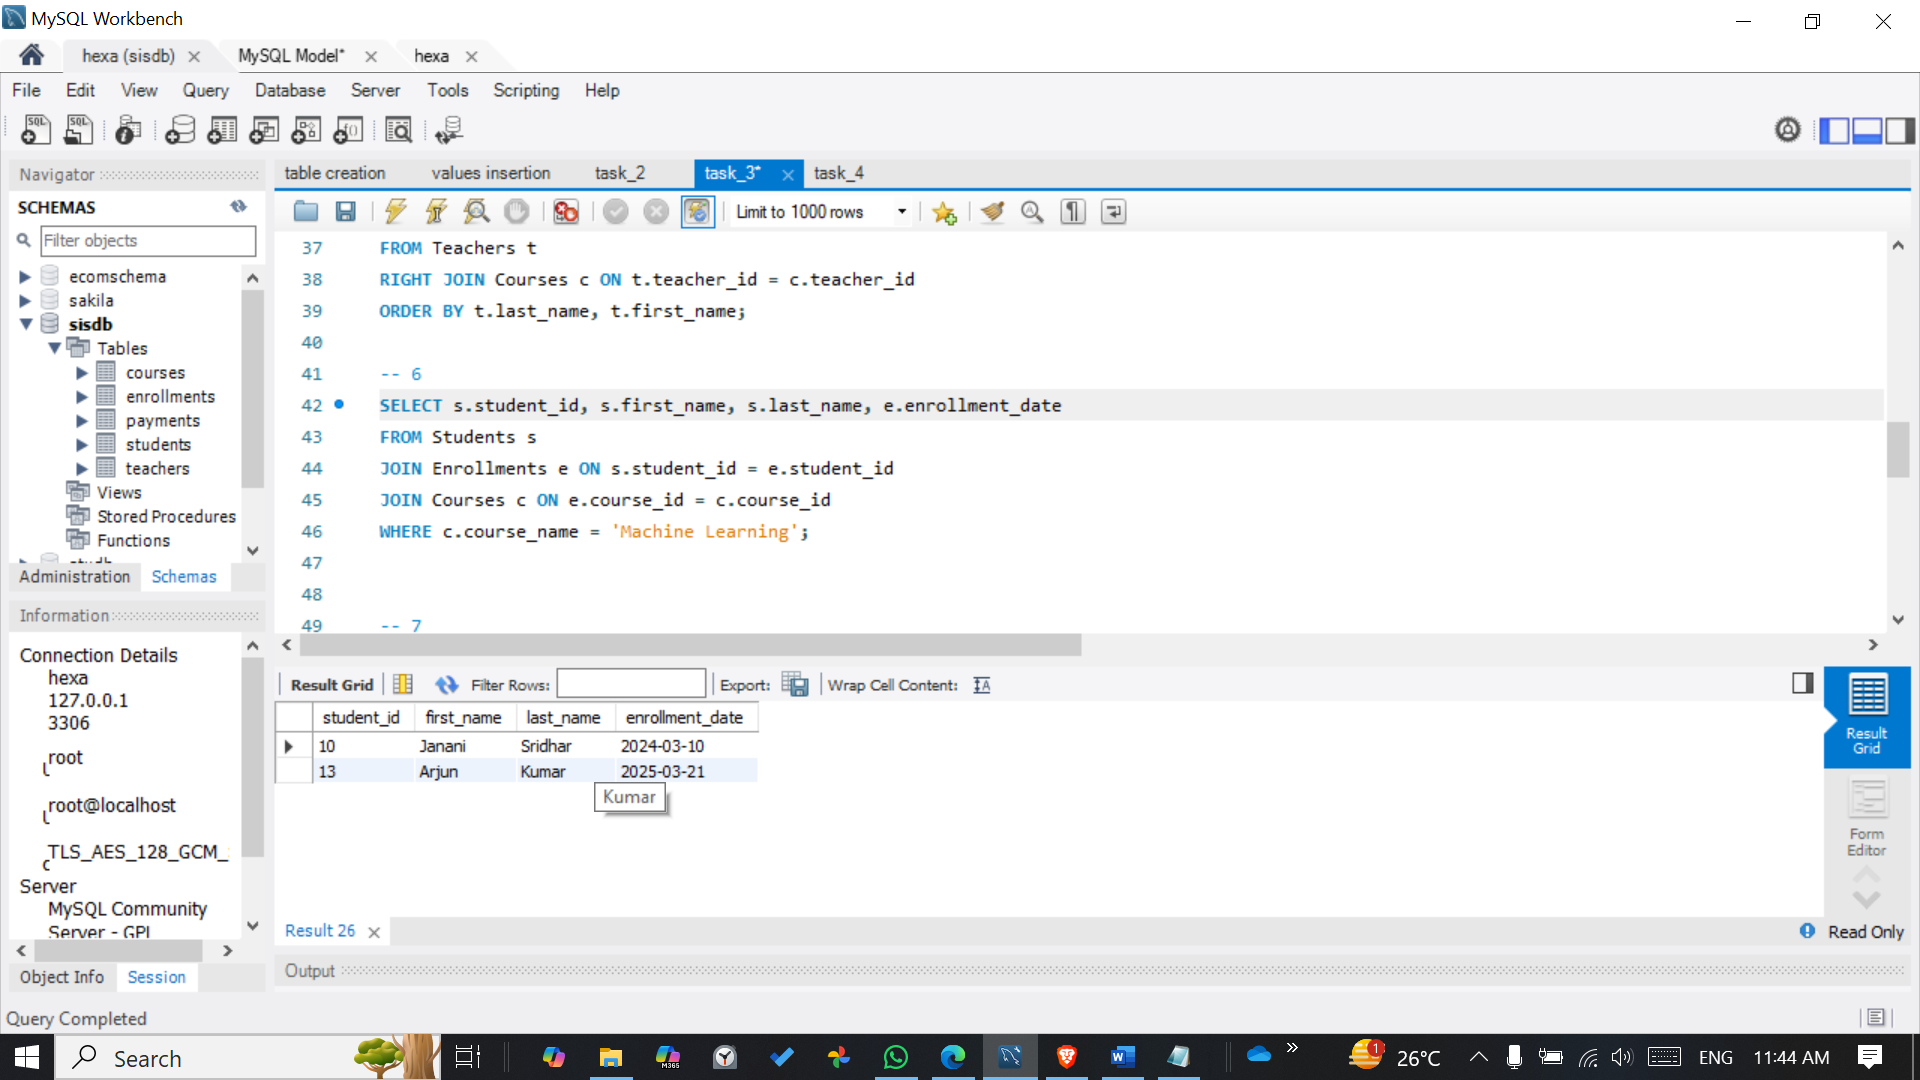 MySQL Workbench
hexa (sisdb)
MySQL Model*
hexa
File Edit View Query Database Server Tools Scripting Help
Navigator
SCHEMAS
Filter objects
ecomschema
sakila
sisdb
Tables
courses
enrollments
payments
students
teachers
Views
Stored Procedures
Functions
Administration Schemas
Information
Connection Details
hexa
127.0.0.1
3306
root
root@localhost
TLS_AES_128_GCM_
Server
MySQL Community
Server - GPL
Object Info Session
table creation values insertion task_2 task_3* task_4
Limit to 1000 rows
37 FROM Teachers t
38 RIGHT JOIN Courses c ON t.teacher_id = c.teacher_id
39 ORDER BY t.last_name, t.first_name;
40
41 -- 6
42 SELECT s.student_id, s.first_name, s.last_name, e.enrollment_date
43 FROM Students s
44 JOIN Enrollments e ON s.student_id = e.student_id
45 JOIN Courses c ON e.course_id = c.course_id
46 WHERE c.course_name = 'Machine Learning';
47
48
49 -- 7
Result Grid Filter Rows: Export: Wrap Cell Content:
student_id first_name last_name enrollment_date
10 Janani Sridhar 2024-03-10
13 Arjun Kumar 2025-03-21
Kumar
Result Grid
Form Editor
Result 26
Read Only
Output
Query Completed
Search
M365
1
26°C
ENG
11:44 AM